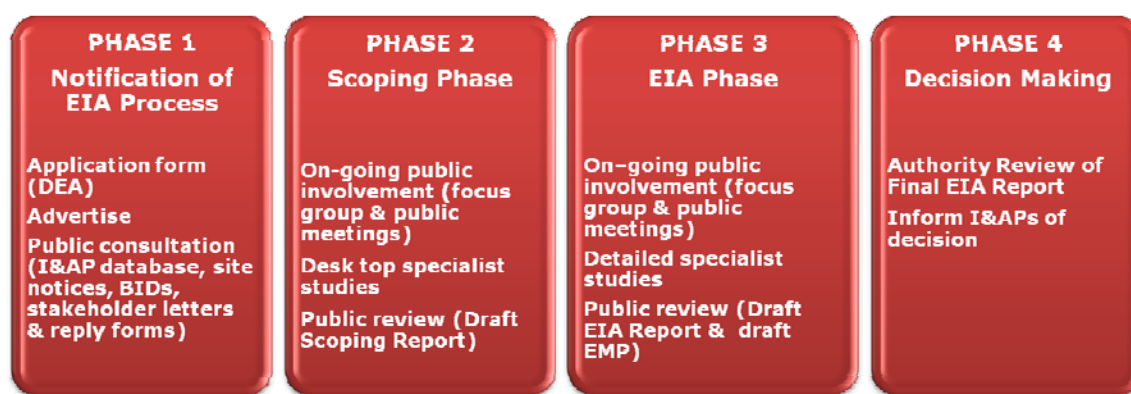 PHASE 1
Notification of
EIA Process
Application form
(DEA)
Advertise
Public consultation
(I&AP database, site
notices, BIDs,
stakeholder letters
& reply forms)
PHASE 2
Scoping Phase
On-going public
involvement (focus
group & public
meetings)
Desk top specialist
studies
Public review (Draft
Scoping Report)
PHASE 3
EIA Phase
On–going public
involvement (focus
group & public
meetings)
Detailed specialist
studies
Public review (Draft
EIA Report & draft
EMP)
PHASE 4
Decision Making
Authority Review of
Final EIA Report
Inform I&APs of
decision